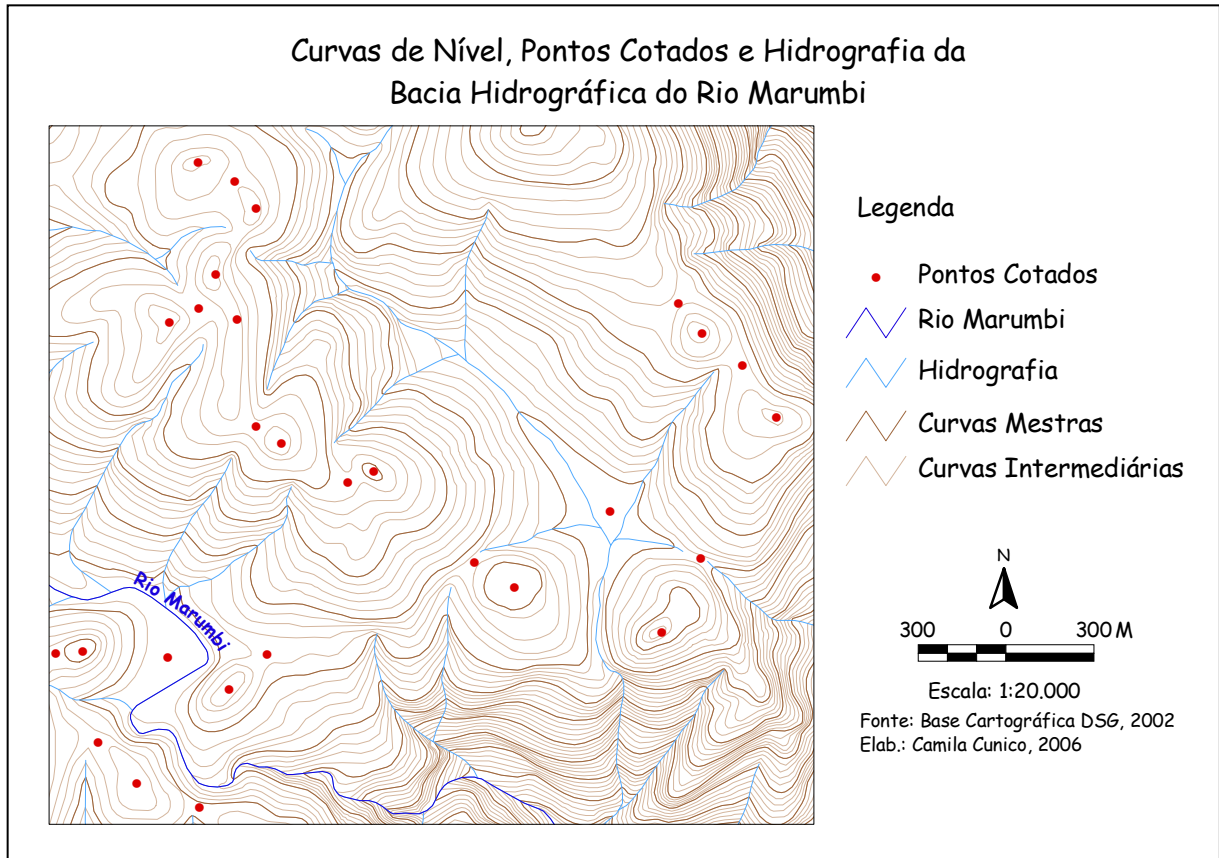 Curvas de Nível, Pontos Cotados e Hidrografia da
Bacia Hidrográfica do Rio Marumbi
Legenda
Pontos Cotados
Rio Marumbi
Hidrografia
Curvas Mestras
Curvas Intermediárias
Rio Marumbi
N
300 0 300 M
Escala: 1:20.000
Fonte: Base Cartográfica DSG, 2002
Elab.: Camila Cunico, 2006